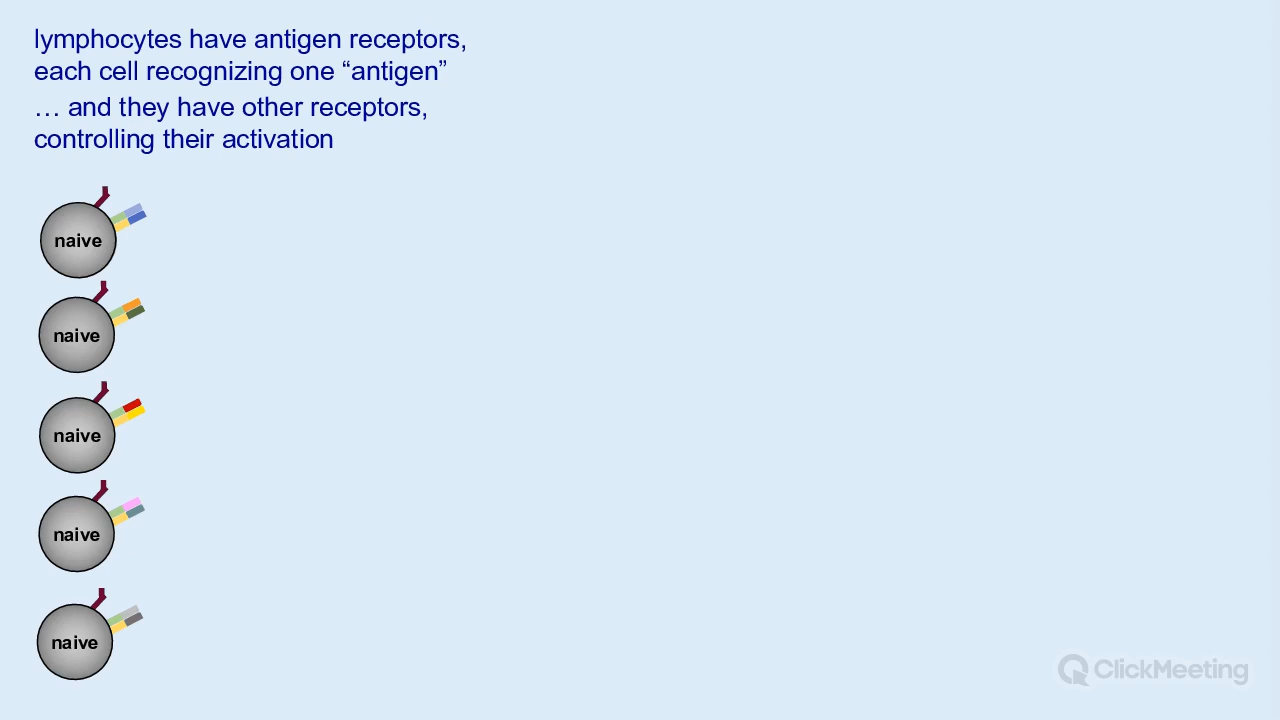 lymphocytes have antigen receptors,
each cell recognizing one “antigen”
… and they have other receptors,
controlling their activation
naive
naive
naive
naive
naive
ClickMeeting